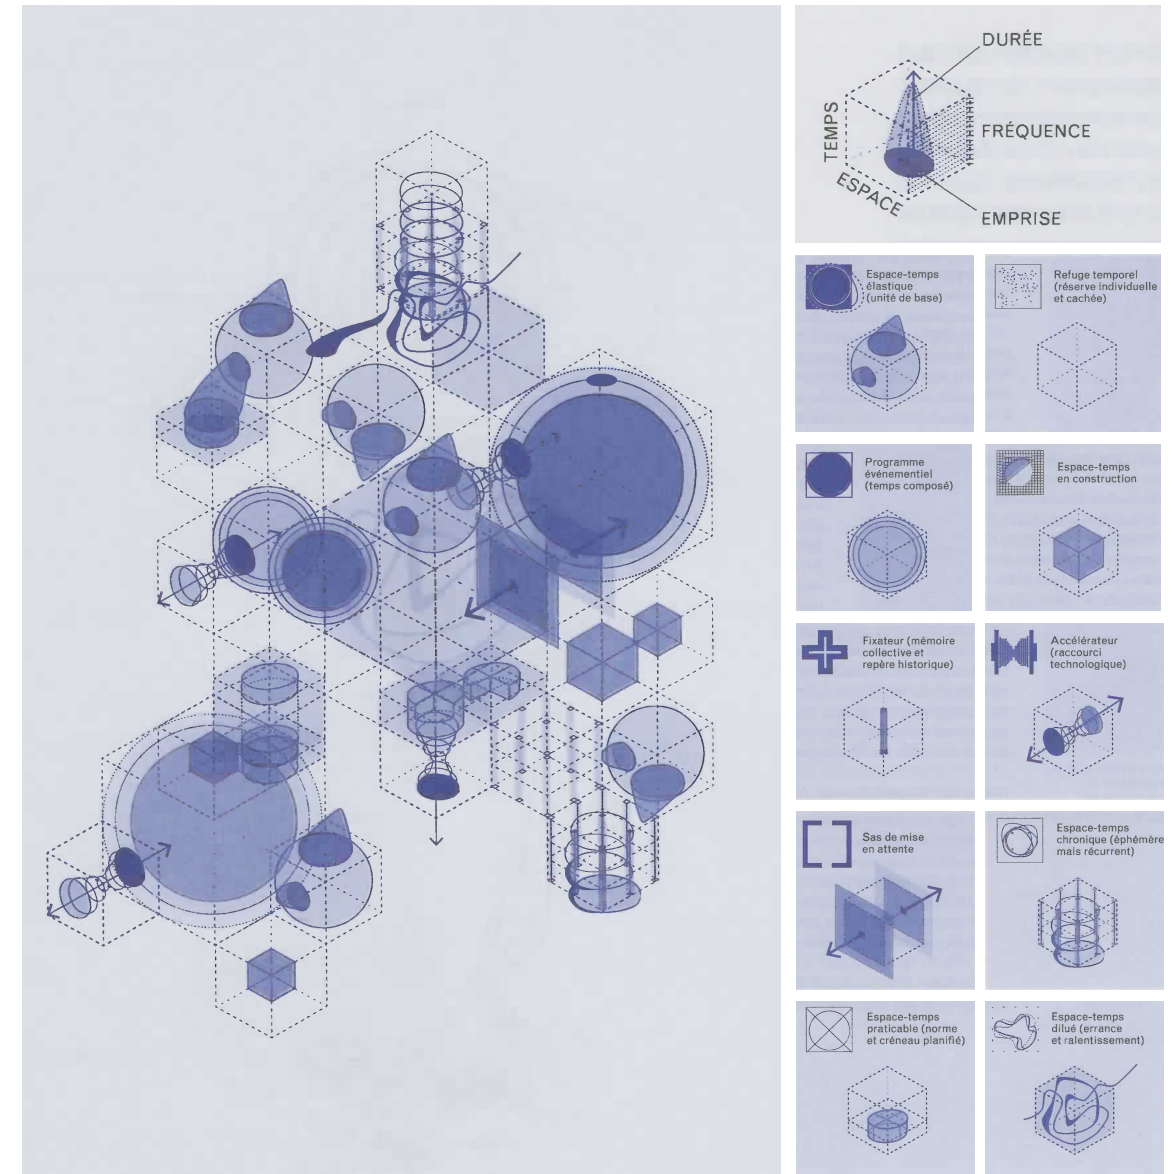 DURÉE
TEMPS
FRÉQUENCE
ESPACE
EMPRISE
Espace-temps
élastique
(unité de base)
Refuge temporel
(réserve individuelle
et cachée)
Programme
événementiel
(temps composé)
Espace-temps
en construction
Fixateur (mémoire
collective et
repère historique)
Accélérateur
(raccourci
technologique)
Sas de mise
en attente
Espace-temps
chronique (éphémère
mais récurrent)
Espace-temps
praticable (norme
et créneau planifié)
Espace-temps
dilué (errance
et ralentissement)